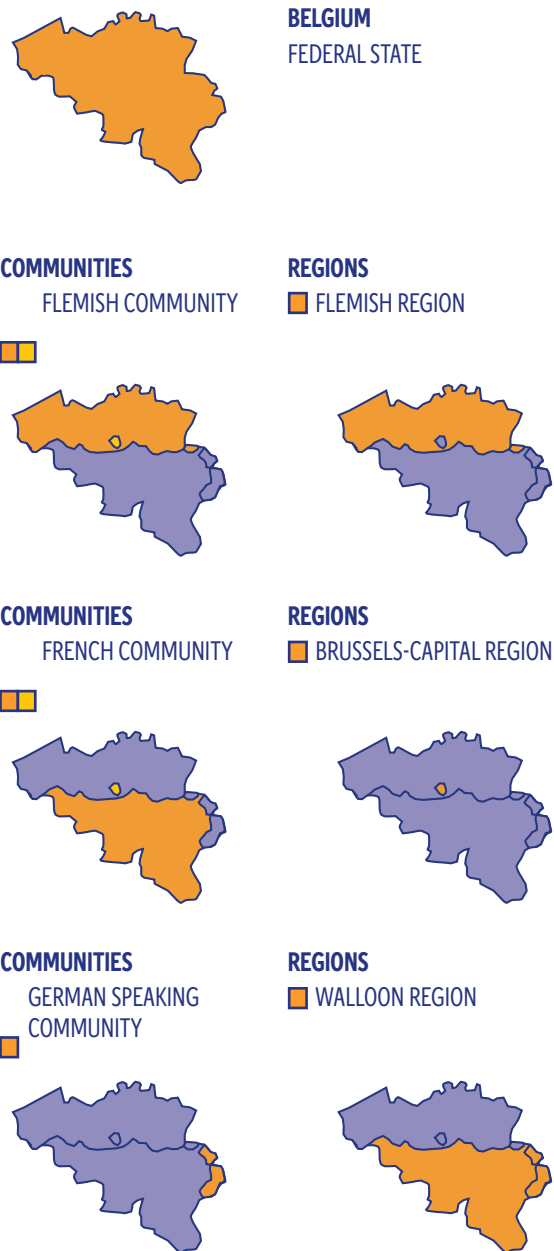 BELGIUM
FEDERAL STATE
COMMUNITIES
FLEMISH COMMUNITY
REGIONS
FLEMISH REGION
COMMUNITIES
FRENCH COMMUNITY
REGIONS
BRUSSELS-CAPITAL REGION
COMMUNITIES
GERMAN SPEAKING
COMMUNITY
REGIONS
WALLOON REGION